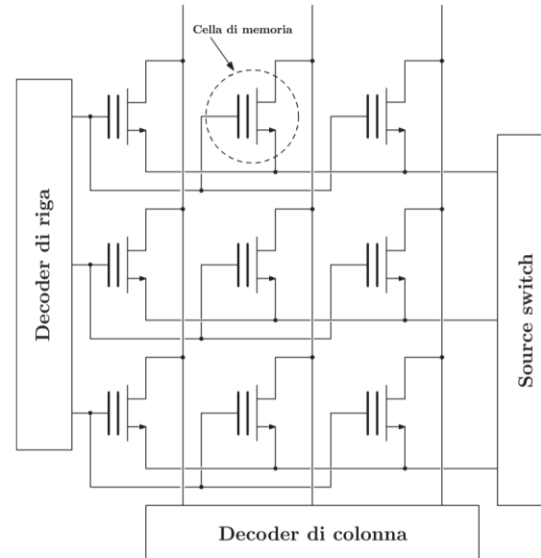 Cella di memoria
Decoder di riga
Source switch
Decoder di colonna